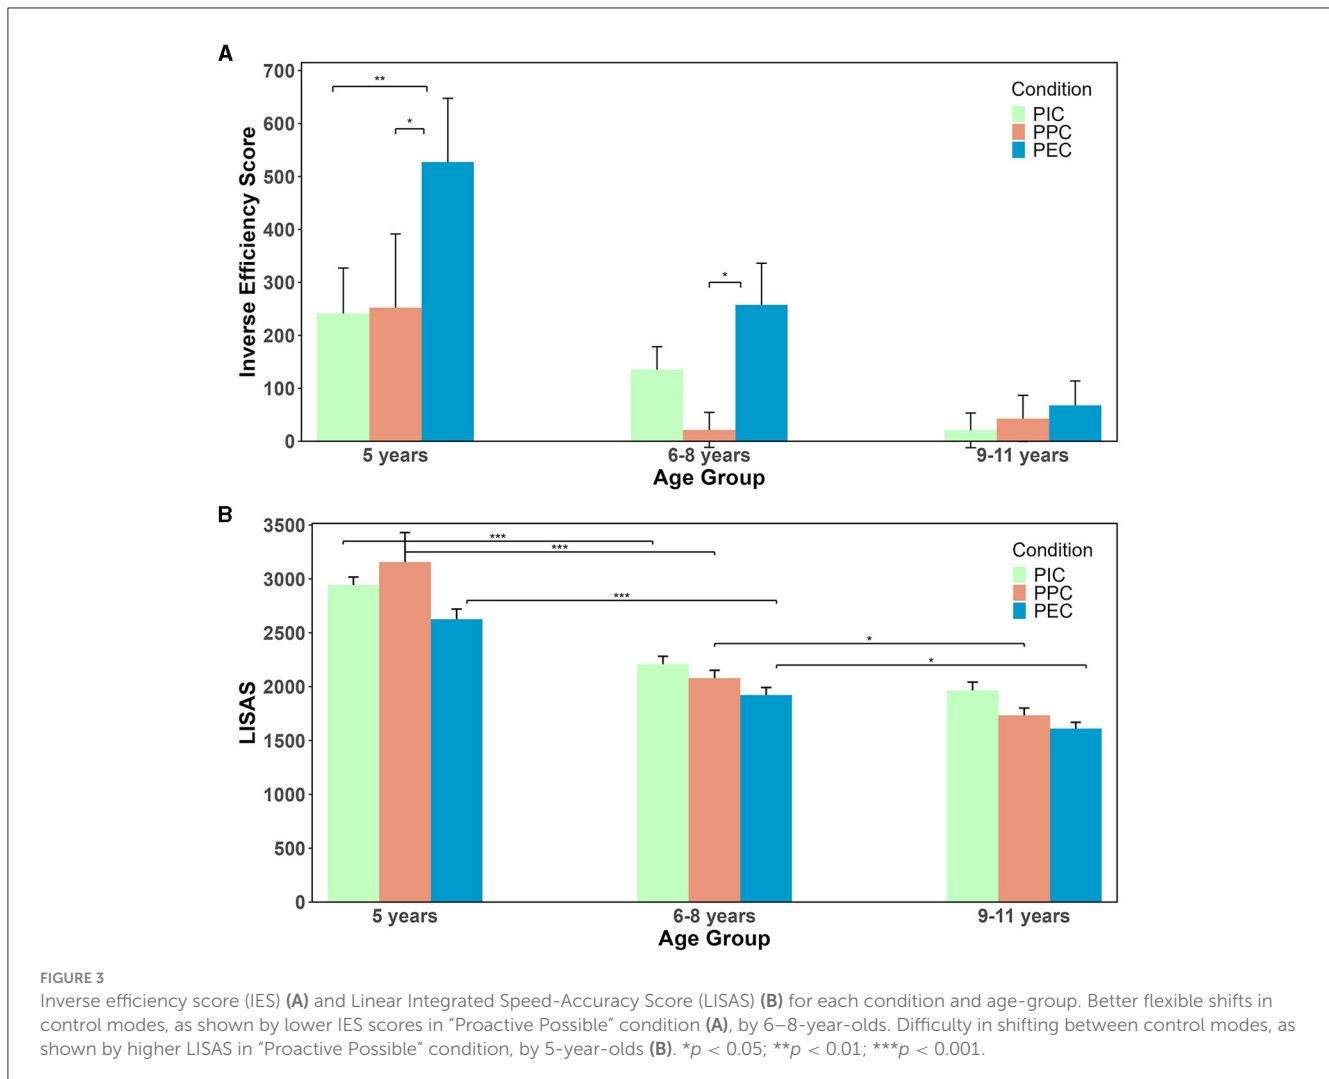 A
700
600
500
400
300
200
100
0
Inverse Efficiency Score
**
*
*
Condition
PIC
PPC
PEC
5 years
6-8 years
9-11 years
Age Group
B
3500
3000
2500
2000
1500
1000
500
0
LISAS
***
***
***
*
*
Condition
PIC
PPC
PEC
5 years
6-8 years
9-11 years
Age Group
FIGURE 3
Inverse efficiency score (IES) (A) and Linear Integrated Speed-Accuracy Score (LISAS) (B) for each condition and age-group. Better flexible shifts in
control modes, as shown by lower IES scores in “Proactive Possible” condition (A), by 6–8-year-olds. Difficulty in shifting between control modes, as
shown by higher LISAS in “Proactive Possible” condition, by 5-year-olds (B). *p < 0.05; **p < 0.01; ***p < 0.001.